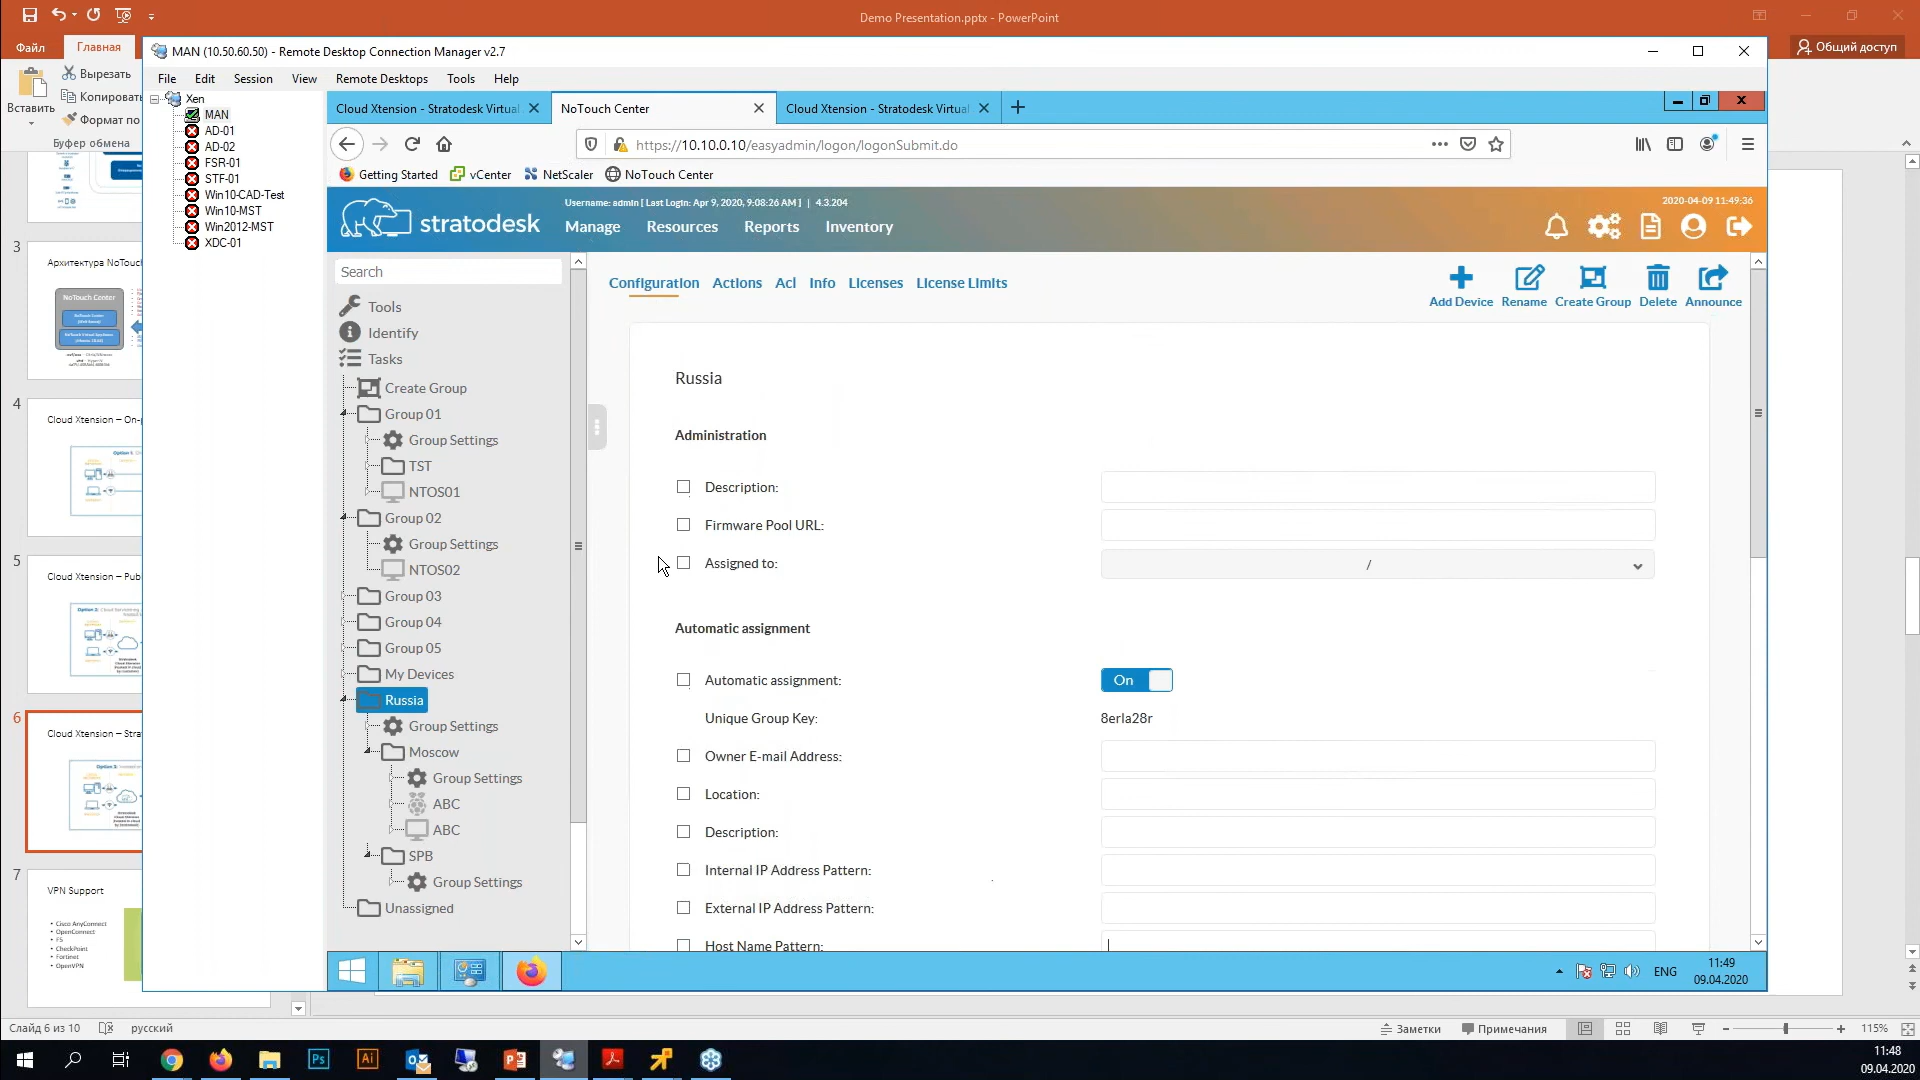 Demo Presentation.pptx - PowerPoint
Файл
Главная
Общий доступ
Вставить
Вырезать
Копировать
Формат по
Буфер обмена
MAN (10.50.60.50) - Remote Desktop Connection Manager v2.7
File Edit Session View Remote Desktops Tools Help
Xen
MAN
AD-01
AD-02
FSR-01
STF-01
Win10-CAD-Test
Win10-MST
Win2012-MST
XDC-01
Cloud Xtension - Stratodesk Virtual
NoTouch Center
Cloud Xtension - Stratodesk Virtual
https://10.10.0.10/easyadmin/logon/logonSubmit.do
Getting Started vCenter NetScaler NoTouch Center
stratodesk
Username: admin [ Last Login: Apr 9, 2020, 9:08:26 AM ] | 4.3.204
2020-04-09 11:49:36
Manage Resources Reports Inventory
Search
Tools
Identify
Tasks
Create Group
Group 01
Group Settings
TST
NTOS01
Group 02
Group Settings
NTOS02
Group 03
Group 04
Group 05
My Devices
Russia
Group Settings
Moscow
Group Settings
ABC
ABC
SPB
Group Settings
Unassigned
Configuration Actions Acl Info Licenses License Limits
Add Device Rename Create Group Delete Announce
Russia
Administration
Description:
Firmware Pool URL:
Assigned to: /
Automatic assignment
Automatic assignment: On
Unique Group Key: 8erla28r
Owner E-mail Address:
Location:
Description:
Internal IP Address Pattern:
External IP Address Pattern:
Host Name Pattern:
ENG
11:49
09.04.2020
3
Архитектура NoTouch
NoTouch Center
4
Cloud Xtension – On-p
5
Cloud Xtension – Pub
6
Cloud Xtension – Stra
7
VPN Support
• Cisco AnyConnect
• OpenConnect
• F5
• CheckPoint
• Fortinet
• OpenVPN
Слайд 6 из 10 русский
Заметки Примечания 115%
Ps Ai
11:48
09.04.2020